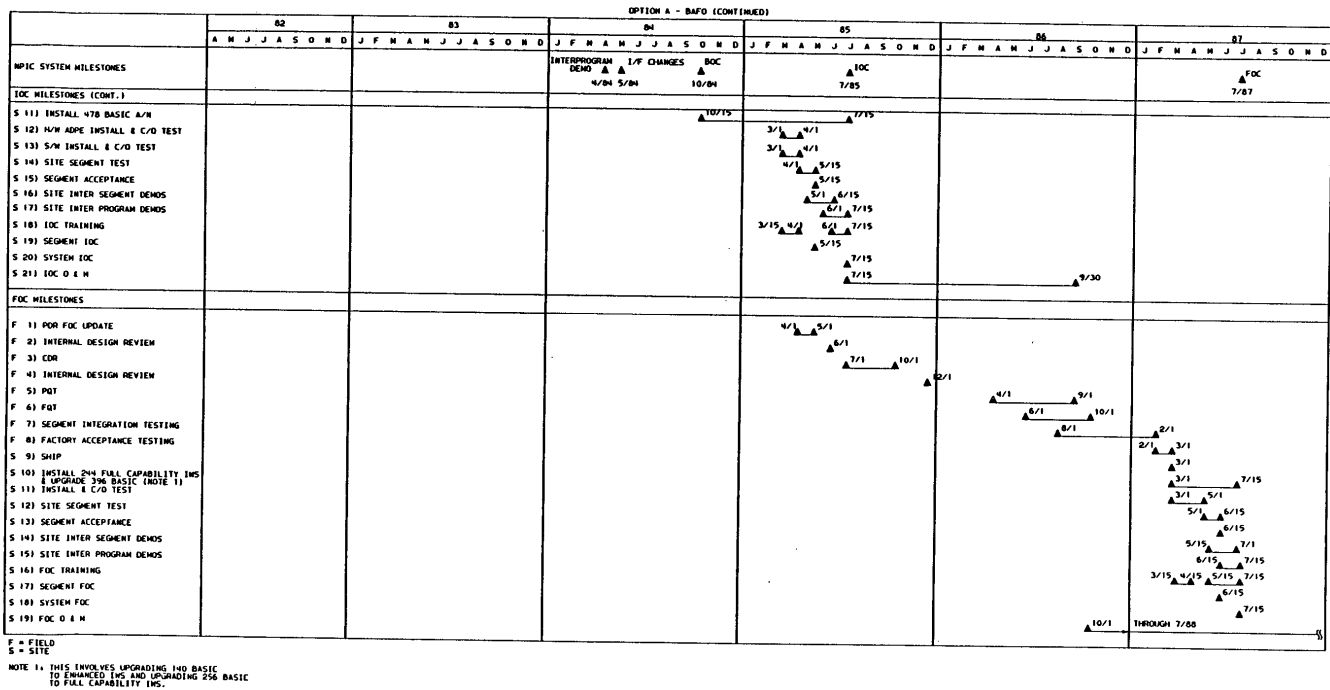 OPTION A - BAFO (CONTINUED)
82 83 84 85 86 87
A M J J A S O N D J F M A M J J A S O N D J F M A M J J A S O N D J F M A M J J A S O N D J F M A M J J A S O N D J F M A M J J A S O N D
NPIC SYSTEM MILESTONES
INTERPROGRAM DEMO 4/84
I/F CHANGES 5/84
BOC 10/84
IOC 7/85
FOC 7/87
IOC MILESTONES (CONT.)
S 11) INSTALL 478 BASIC A/N 10/15 7/15
S 12) H/W ADPE INSTALL & C/O TEST 3/1 4/1
S 13) S/W INSTALL & C/O TEST 3/1 4/1
S 14) SITE SEGMENT TEST 4/1 5/15
S 15) SEGMENT ACCEPTANCE 5/15
S 16) SITE INTER SEGMENT DEMOS 5/1 6/15
S 17) SITE INTER PROGRAM DEMOS 6/1 7/15
S 18) IOC TRAINING 3/15 4/1 6/1 7/15
S 19) SEGMENT IOC 5/15
S 20) SYSTEM IOC 7/15
S 21) IOC O & M 7/15 9/30
FOC MILESTONES
F 1) PDR FOC UPDATE 4/1 5/1
F 2) INTERNAL DESIGN REVIEW 6/1
F 3) CDR 7/1 10/1
F 4) INTERNAL DESIGN REVIEW 12/1
F 5) PQT 4/1 9/1
F 6) FQT 6/1 10/1
F 7) SEGMENT INTEGRATION TESTING 8/1 2/1
F 8) FACTORY ACCEPTANCE TESTING 2/1 3/1
S 9) SHIP 3/1
S 10) INSTALL 244 FULL CAPABILITY IWS 3/1 7/15
& UPGRADE 396 BASIC (NOTE 1)
S 11) INSTALL & C/O TEST 3/1 5/1
S 12) SITE SEGMENT TEST 5/1 6/15
S 13) SEGMENT ACCEPTANCE 6/15
S 14) SITE INTER SEGMENT DEMOS 5/15 7/1
S 15) SITE INTER PROGRAM DEMOS 6/15 7/15
S 16) FOC TRAINING 3/15 4/15 5/15 7/15
S 17) SEGMENT FOC 6/15
S 18) SYSTEM FOC 7/15
S 19) FOC O & M 10/1 THROUGH 7/88
F = FIELD
S = SITE
NOTE 1: THIS INVOLVES UPGRADING 140 BASIC
TO ENHANCED IWS AND UPGRADING 256 BASIC
TO FULL CAPABILITY IWS.